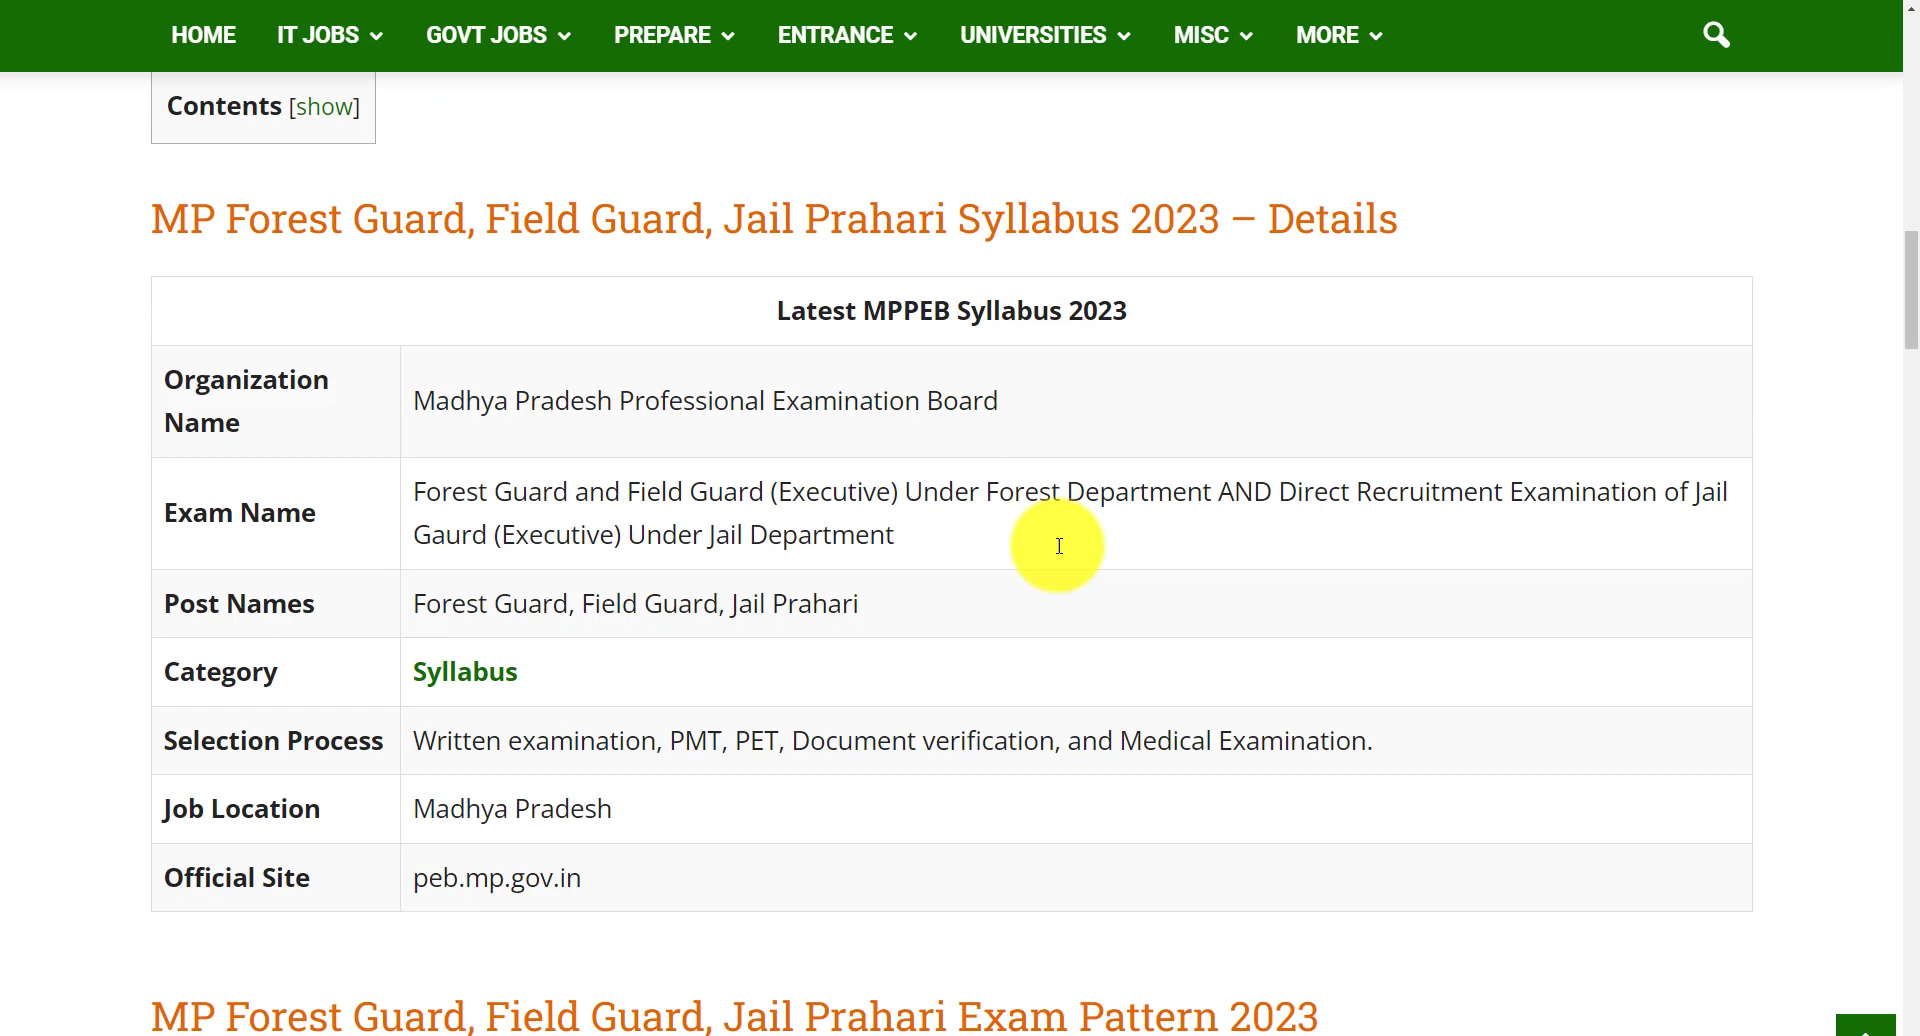 HOME IT JOBS GOVT JOBS PREPARE ENTRANCE UNIVERSITIES MISC MORE
Contents [show]
MP Forest Guard, Field Guard, Jail Prahari Syllabus 2023 – Details
Latest MPPEB Syllabus 2023
Organization
Name
Madhya Pradesh Professional Examination Board
Exam Name
Forest Guard and Field Guard (Executive) Under Forest Department AND Direct Recruitment Examination of Jail
Gaurd (Executive) Under Jail Department
Post Names
Forest Guard, Field Guard, Jail Prahari
Category
Syllabus
Selection Process
Written examination, PMT, PET, Document verification, and Medical Examination.
Job Location
Madhya Pradesh
Official Site
peb.mp.gov.in
MP Forest Guard, Field Guard, Jail Prahari Exam Pattern 2023